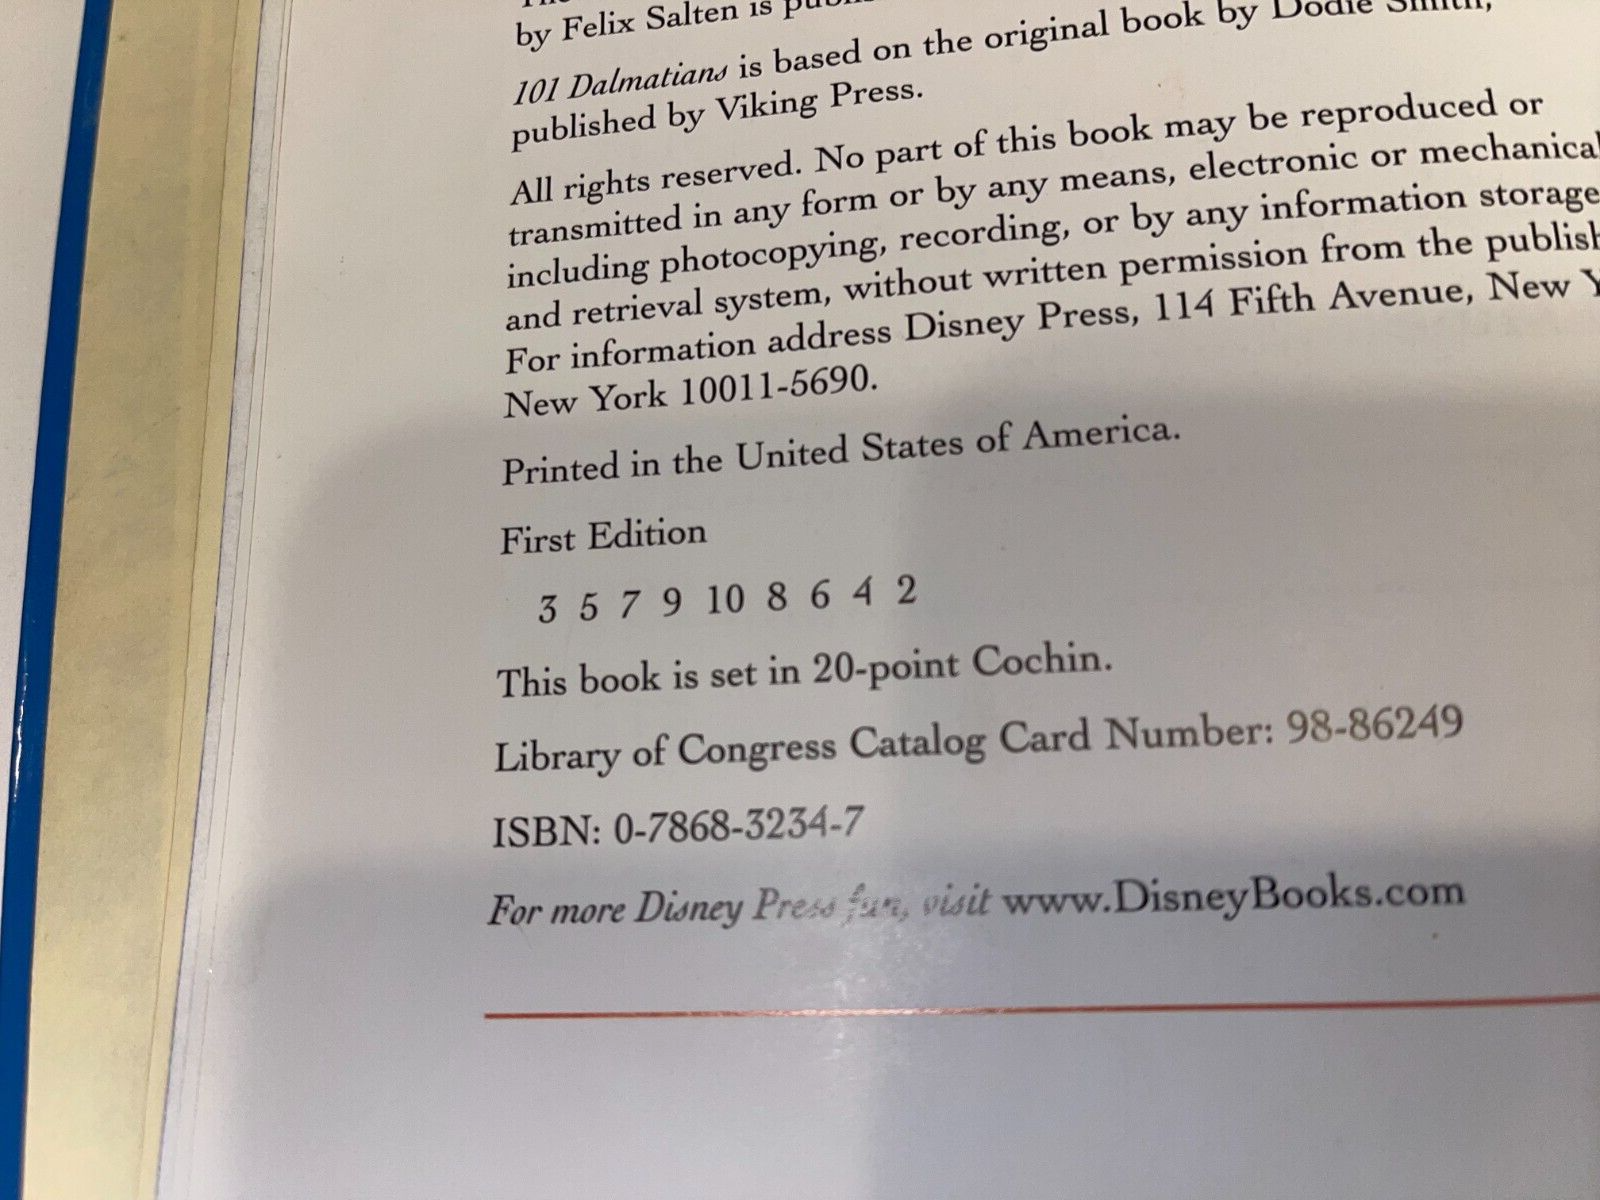 by Felix Salten is
101 Dalmatians is based on the original book by Dodie Smith,
published by Viking Press.
All rights reserved. No part of this book may be reproduced or
transmitted in any form or by any means, electronic or mechanical
including photocopying, recording, or by any information storage
and retrieval system, without written permission from the publish
For information address Disney Press, 114 Fifth Avenue, New Y
New York 10011-5690.
Printed in the United States of America.
First Edition
3 5 7 9 10 8 6 4 2
This book is set in 20-point Cochin.
Library of Congress Catalog Card Number: 98-86249
ISBN: 0-7868-3234-7
For more Disney Press fun, visit www.DisneyBooks.com